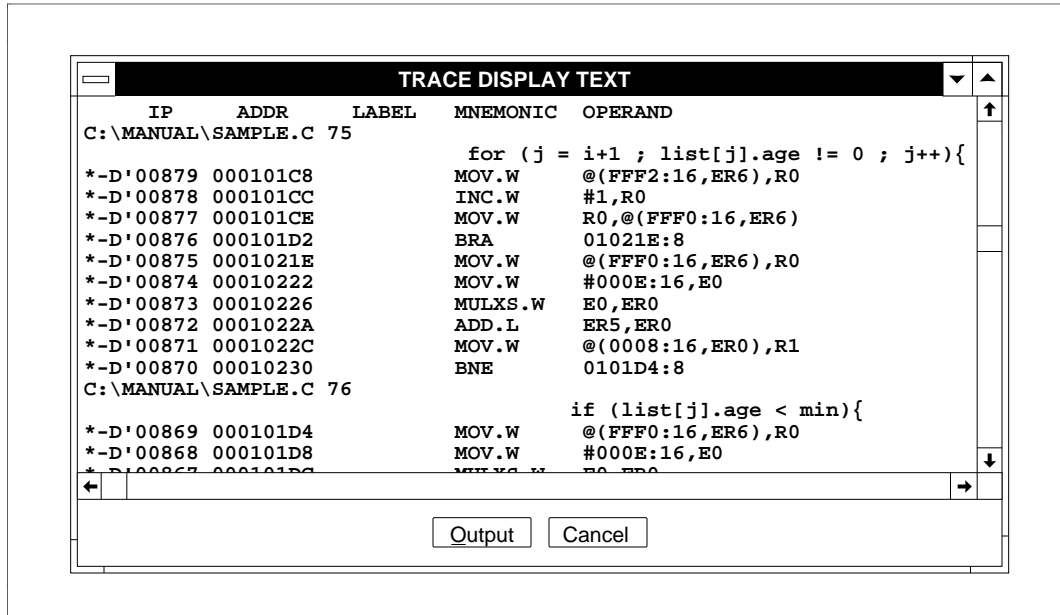 TRACE DISPLAY TEXT
IP ADDR LABEL MNEMONIC OPERAND
C:\MANUAL\SAMPLE.C 75
for (j = i+1 ; list[j].age != 0 ; j++){
*-D'00879 000101C8 MOV.W @(FFF2:16,ER6),R0
*-D'00878 000101CC INC.W #1,R0
*-D'00877 000101CE MOV.W R0,@(FFF0:16,ER6)
*-D'00876 000101D2 BRA 01021E:8
*-D'00875 0001021E MOV.W @(FFF0:16,ER6),R0
*-D'00874 00010222 MOV.W #000E:16,E0
*-D'00873 00010226 MULXS.W E0,ER0
*-D'00872 0001022A ADD.L ER5,ER0
*-D'00871 0001022C MOV.W @(0008:16,ER0),R1
*-D'00870 00010230 BNE 0101D4:8
C:\MANUAL\SAMPLE.C 76
if (list[j].age < min){
*-D'00869 000101D4 MOV.W @(FFF0:16,ER6),R0
*-D'00868 000101D8 MOV.W #000E:16,E0
Output Cancel